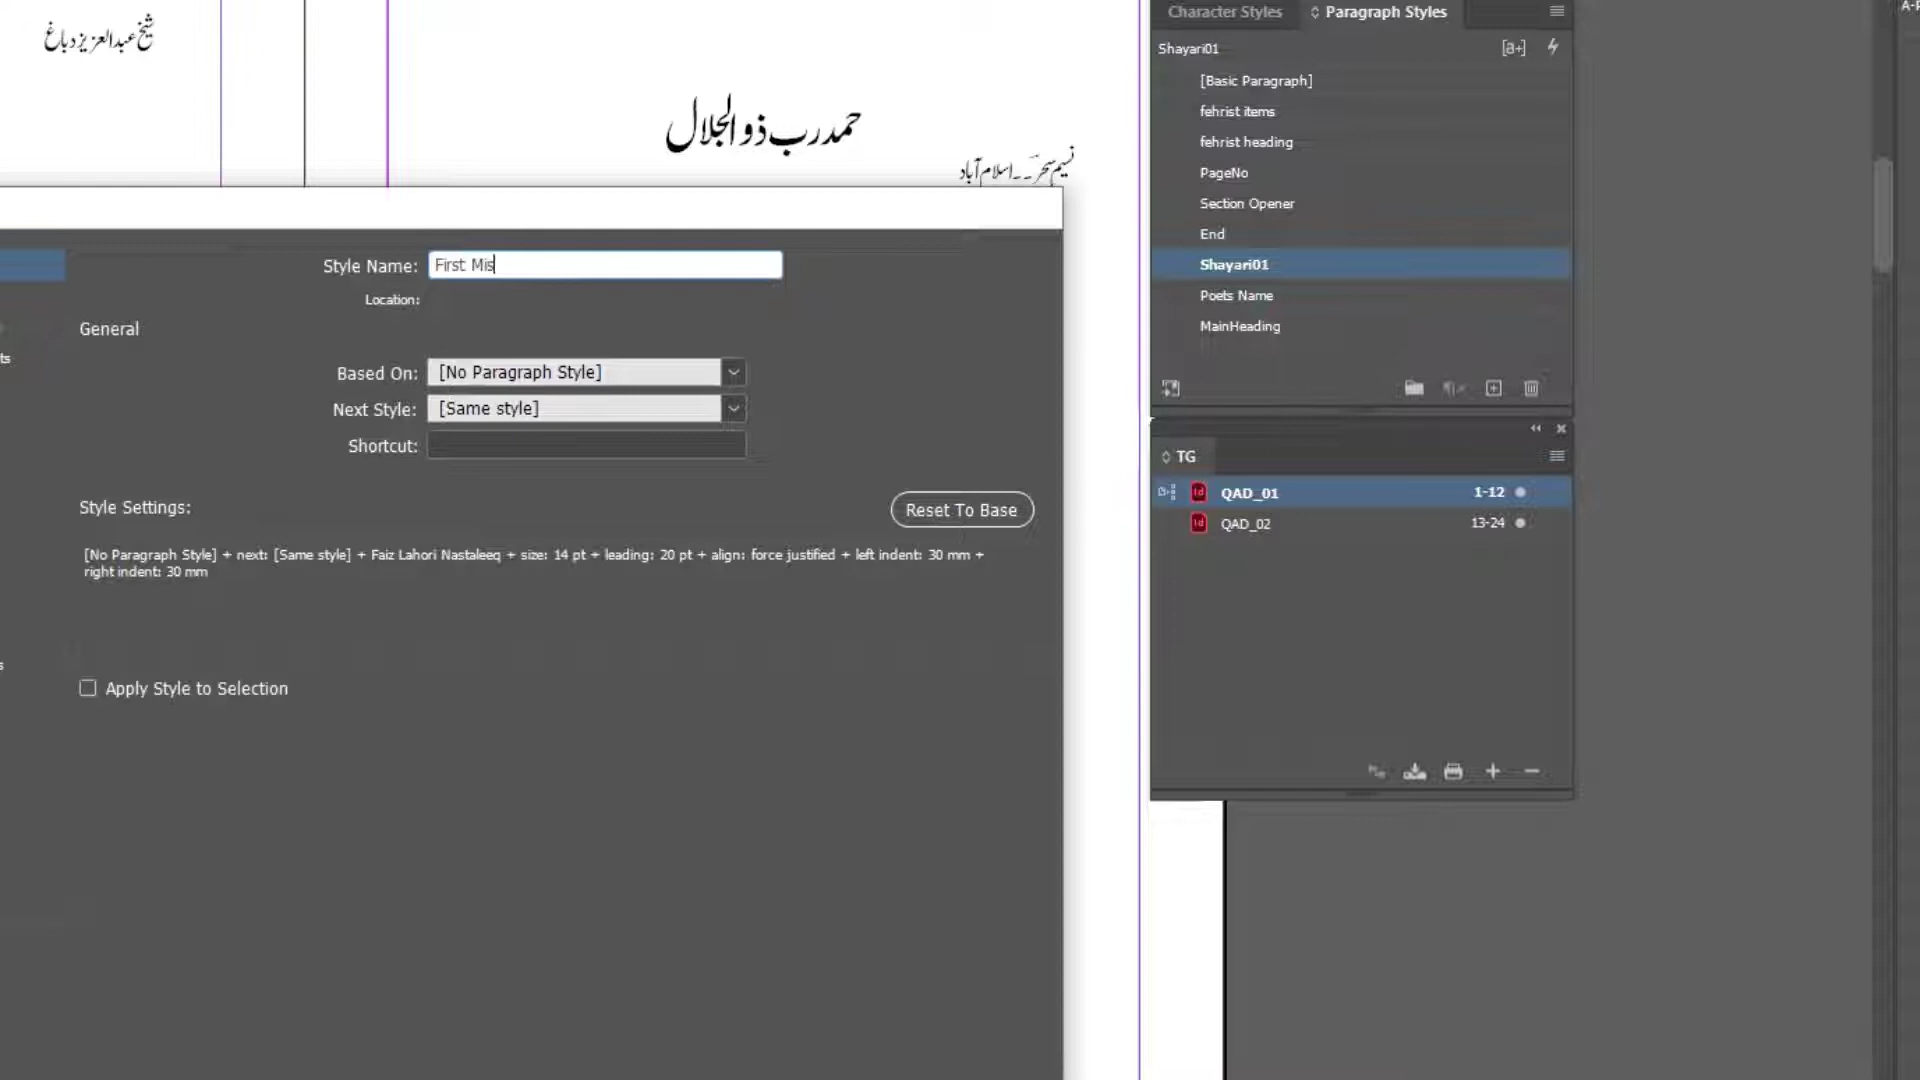 شیخ عبدالعزیز دباغ
حمد رب ذوالجلال
نسیم سحر۔۔اسلام آباد
Style Name: First Mis
Location:
General
ts
Based On: [No Paragraph Style]
Next Style: [Same style]
Shortcut:
Style Settings:
Reset To Base
[No Paragraph Style] + next: [Same style] + Faiz Lahori Nastaleeq + size: 14 pt + leading: 20 pt + align: force justified + left indent: 30 mm +
right indent: 30 mm
s
Apply Style to Selection
Character Styles
Paragraph Styles
Shayari01
[a+]
[Basic Paragraph]
fehrist items
fehrist heading
PageNo
Section Opener
End
Shayari01
Poets Name
MainHeading
TG
QAD_01 1-12
QAD_02 13-24